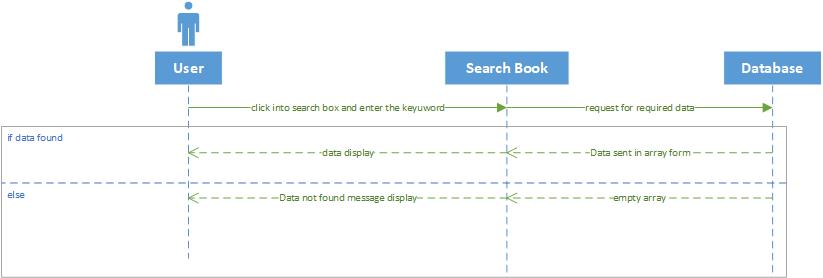 User
Search Book
Database
click into search box and enter the keyuword
request for required data
if data found
data display
Data sent in array form
else
Data not found message display
empty array